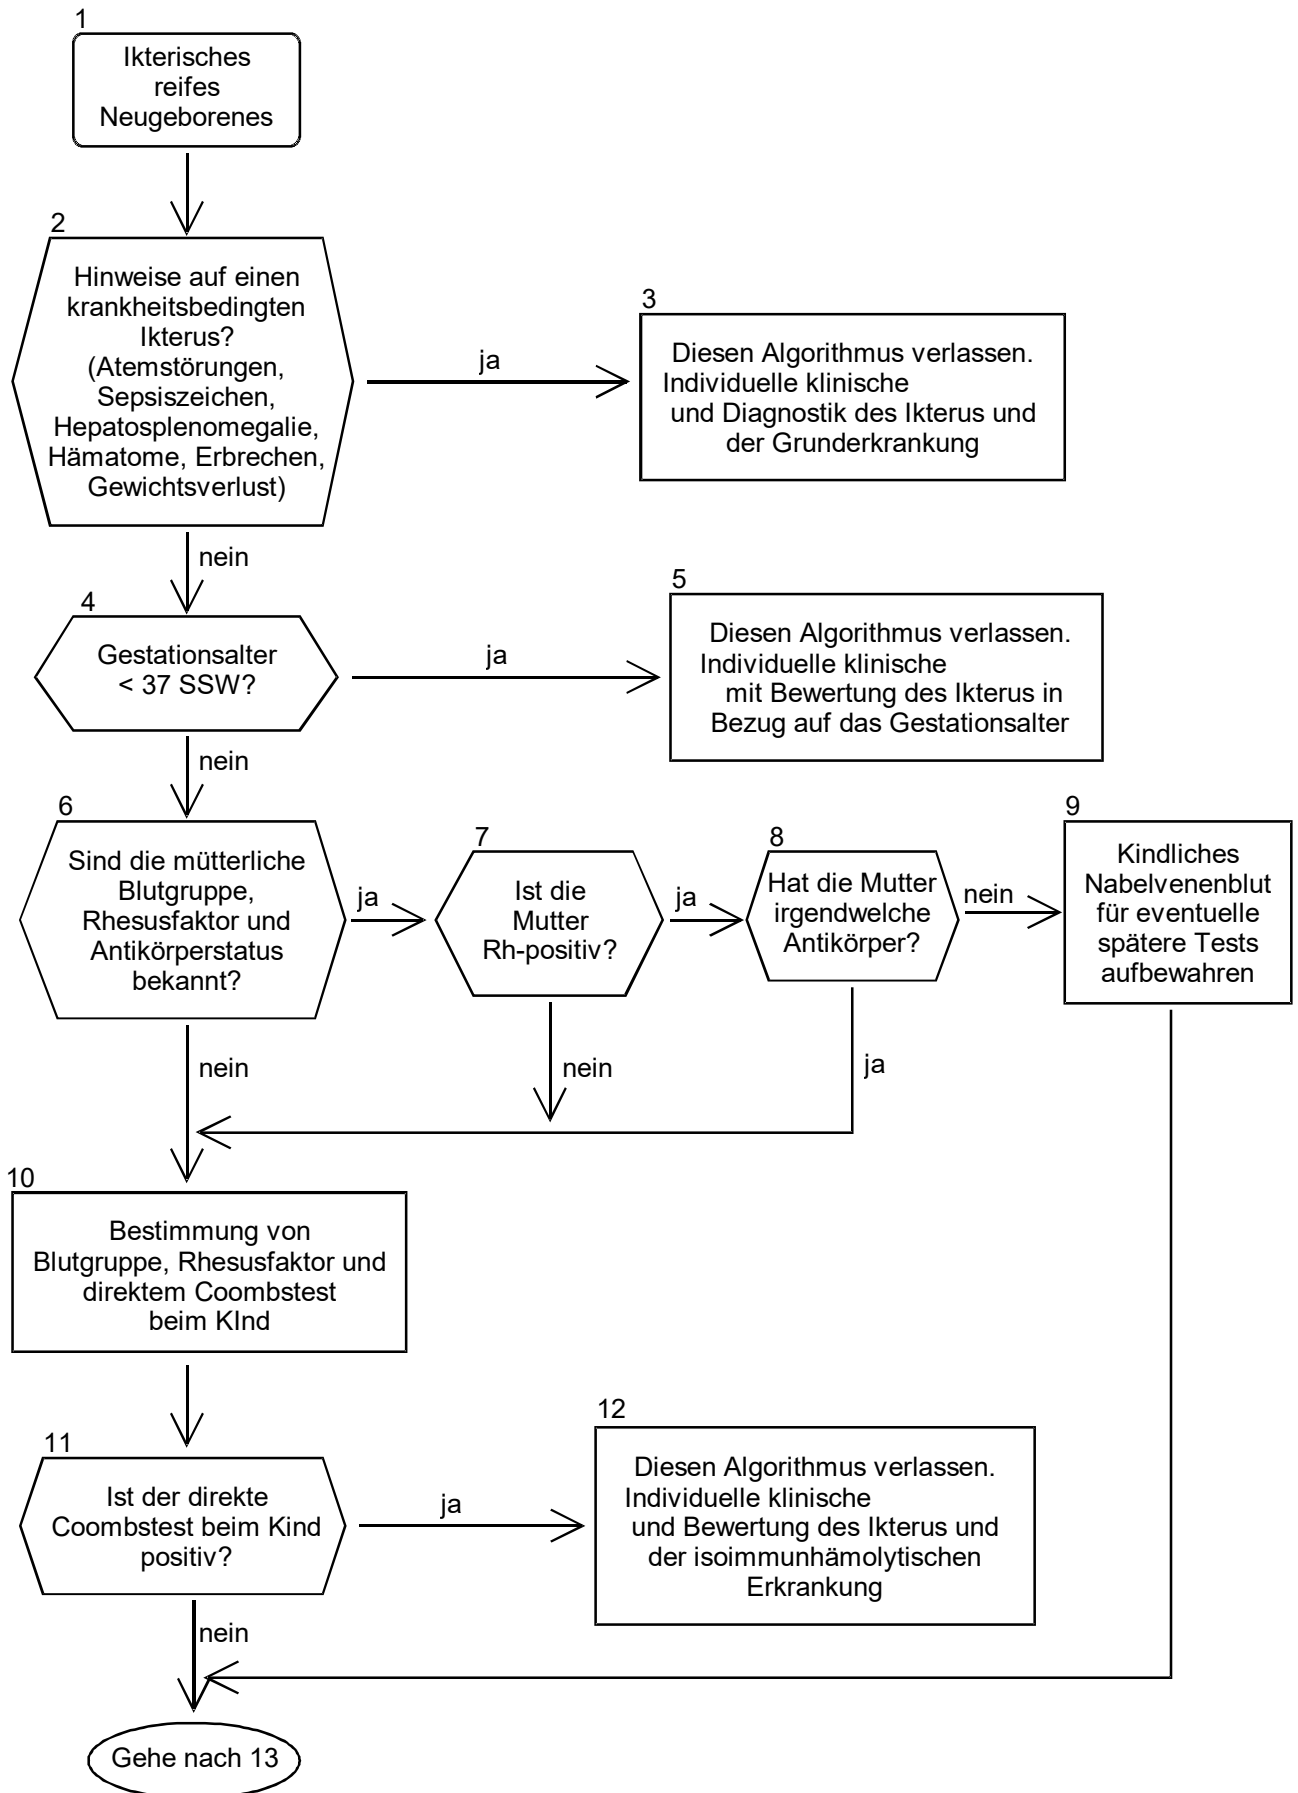 1
Ikterisches
reifes
Neugeborenes
2
Hinweise auf einen
krankheitsbedingten
Ikterus?
(Atemstörungen,
Sepsiszeichen,
Hepatosplenomegalie,
Hämatome, Erbrechen,
Gewichtsverlust)
ja
3
Diesen Algorithmus verlassen.
Individuelle klinische
und Diagnostik des Ikterus und
der Grunderkrankung
nein
4
Gestationsalter
< 37 SSW?
ja
5
Diesen Algorithmus verlassen.
Individuelle klinische
mit Bewertung des Ikterus in
Bezug auf das Gestationsalter
nein
6
Sind die mütterliche
Blutgruppe,
Rhesusfaktor und
Antikörperstatus
bekannt?
ja
7
Ist die
Mutter
Rh-positiv?
ja
8
Hat die Mutter
irgendwelche
Antikörper?
nein
9
Kindliches
Nabelvenenblut
für eventuelle
spätere Tests
aufbewahren
nein
nein
ja
10
Bestimmung von
Blutgruppe, Rhesusfaktor und
direktem Coombstest
beim KInd
11
Ist der direkte
Coombstest beim Kind
positiv?
ja
12
Diesen Algorithmus verlassen.
Individuelle klinische
und Bewertung des Ikterus und
der isoimmunhämolytischen
Erkrankung
nein
Gehe nach 13